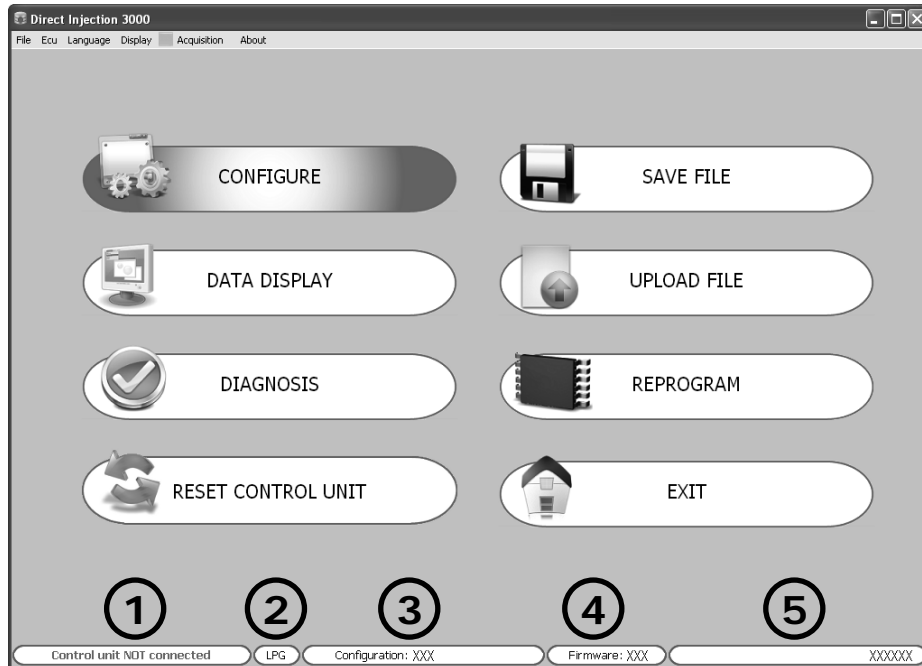 Direct Injection 3000
File Ecu Language Display Acquisition About
CONFIGURE
SAVE FILE
DATA DISPLAY
UPLOAD FILE
DIAGNOSIS
REPROGRAM
RESET CONTROL UNIT
EXIT
1 2 3 4 5
Control unit NOT connected LPG Configuration: XXX Firmware: XXX XXXXXX